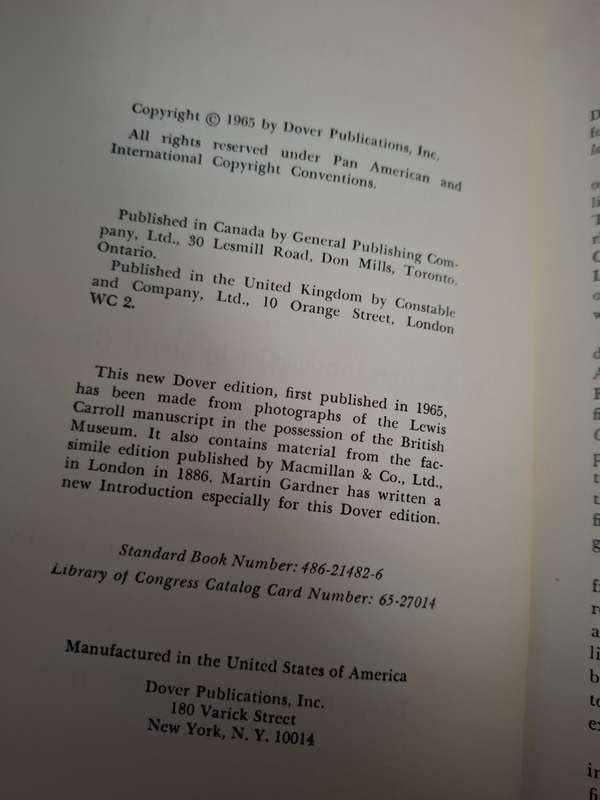 Copyright © 1965 by Dover Publications, Inc.
All rights reserved under Pan American and
International Copyright Conventions.
Published in Canada by General Publishing Com-
pany, Ltd., 30 Lesmill Road, Don Mills, Toronto,
Ontario.
Published in the United Kingdom by Constable
and Company, Ltd., 10 Orange Street, London
WC 2.
This new Dover edition, first published in 1965,
has been made from photographs of the Lewis
Carroll manuscript in the possession of the British
Museum. It also contains material from the fac-
simile edition published by Macmillan & Co., Ltd.,
in London in 1886. Martin Gardner has written a
new Introduction especially for this Dover edition.
Standard Book Number: 486-21482-6
Library of Congress Catalog Card Number: 65-27014
Manufactured in the United States of America
Dover Publications, Inc.
180 Varick Street
New York, N. Y. 10014